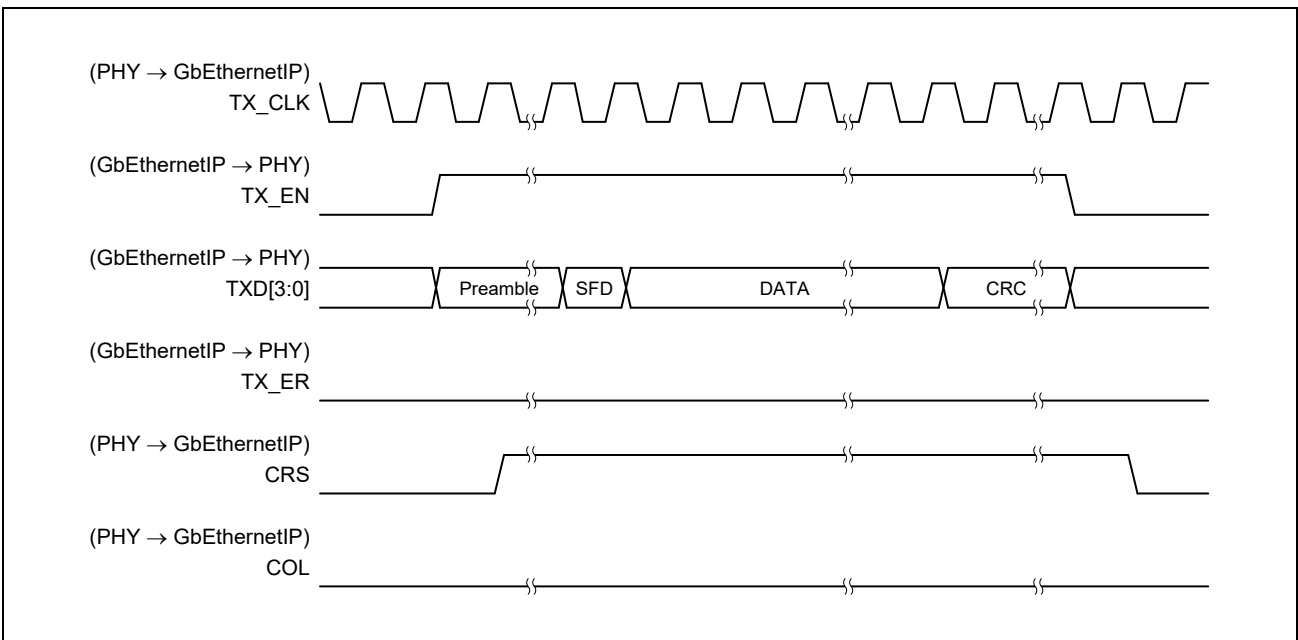 (PHY → GbEthernetIP)
TX_CLK
(GbEthernetIP → PHY)
TX_EN
(GbEthernetIP → PHY)
TXD[3:0]
Preamble SFD DATA CRC
(GbEthernetIP → PHY)
TX_ER
(PHY → GbEthernetIP)
CRS
(PHY → GbEthernetIP)
COL